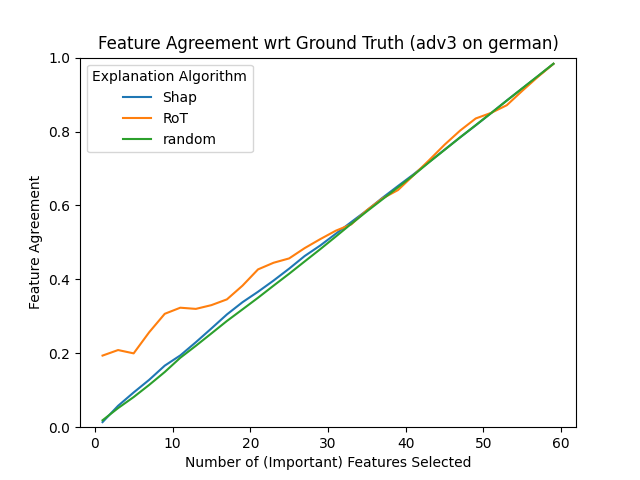 Feature Agreement wrt Ground Truth (adv3 on german)
1.0
0.8
0.6
0.4
0.2
0.0
Feature Agreement
Explanation Algorithm
Shap
RoT
random
0 10 20 30 40 50 60
Number of (Important) Features Selected